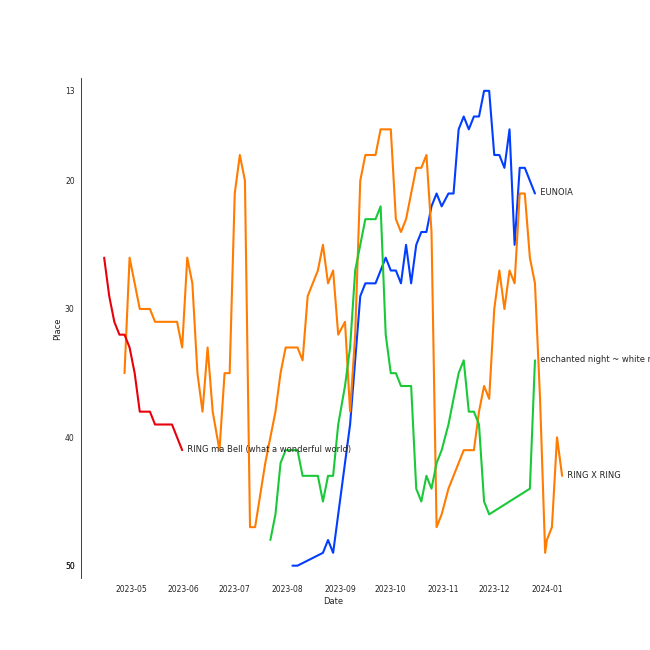 13
20
30
40
50
Place
EUNOIA
enchanted night ~ white
RING ma Bell (what a wonderful world)
RING X RING
2023-05 2023-06 2023-07 2023-08 2023-09 2023-10 2023-11 2023-12 2024-01
Date